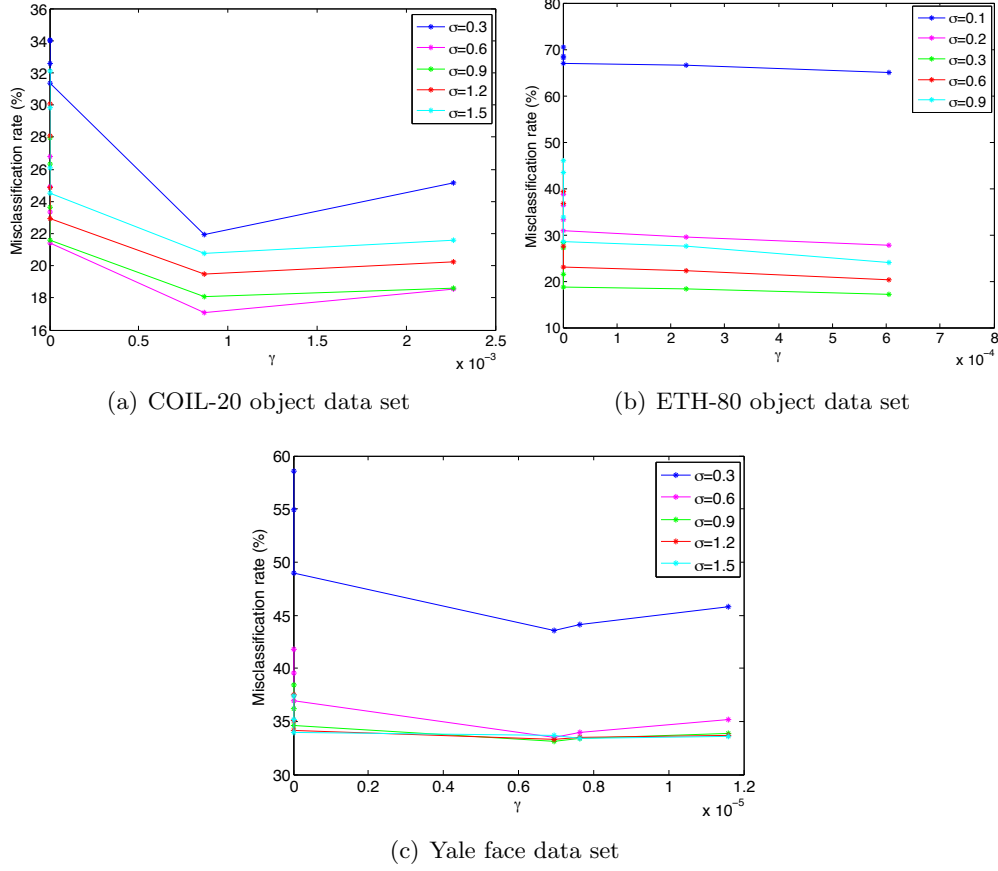 36
34
32
30
28
26
24
22
20
18
16
Misclassification rate (%)
0
0.5
1
1.5
2
2.5
γ
x 10⁻³
σ=0.3
σ=0.6
σ=0.9
σ=1.2
σ=1.5
(a) COIL-20 object data set
80
70
60
50
40
30
20
10
Misclassification rate (%)
0
1
2
3
4
5
6
7
8
γ
x 10⁻⁴
σ=0.1
σ=0.2
σ=0.3
σ=0.6
σ=0.9
(b) ETH-80 object data set
60
55
50
45
40
35
30
Misclassification rate (%)
0
0.2
0.4
0.6
0.8
1
1.2
γ
x 10⁻⁵
σ=0.3
σ=0.6
σ=0.9
σ=1.2
σ=1.5
(c) Yale face data set